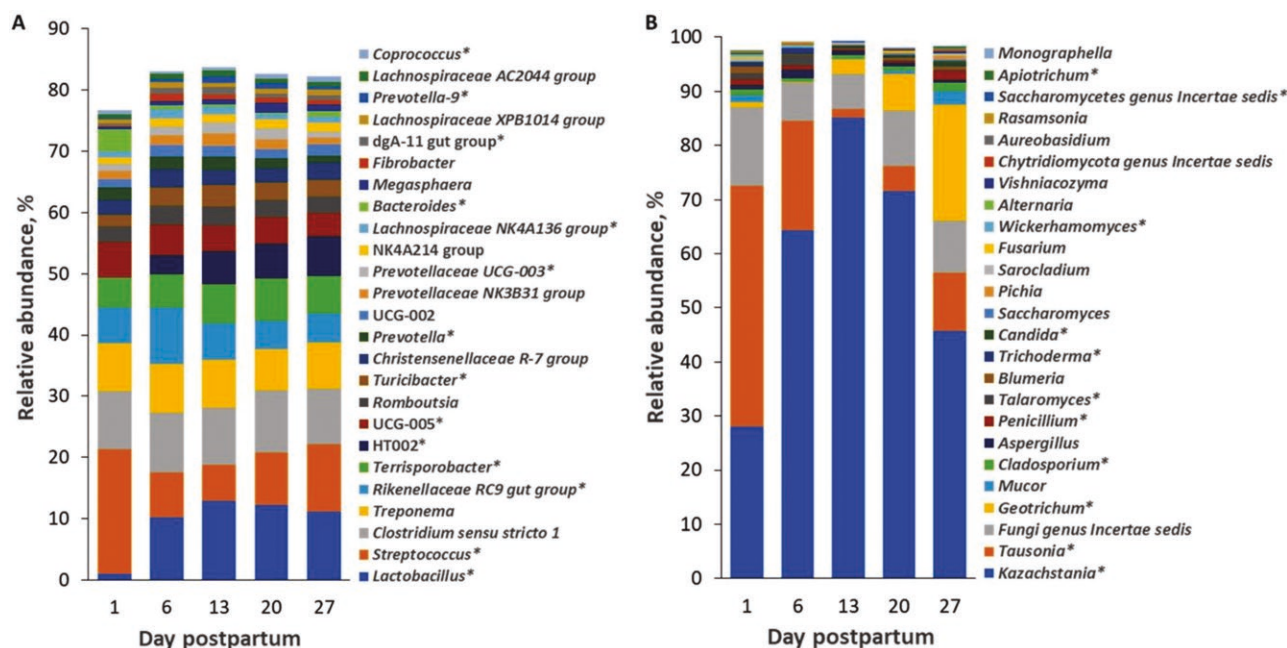 A
90
80
70
60
50
40
30
20
10
0
Relative abundance, %
1 6 13 20 27
Day postpartum
Coprococcus*
Lachnospiraceae AC2044 group
Prevotella-9*
Lachnospiraceae XPB1014 group
dgA-11 gut group*
Fibrobacter
Megasphaera
Bacteroides*
Lachnospiraceae NK4A136 group*
NK4A214 group
Prevotellaceae UCG-003*
Prevotellaceae NK3B31 group
UCG-002
Prevotella*
Christensenellaceae R-7 group
Turicibacter*
Romboutsia
UCG-005*
HT002*
Terrisporobacter*
Rikenellaceae RC9 gut group*
Treponema
Clostridium sensu stricto 1
Streptococcus*
Lactobacillus*
B
100
90
80
70
60
50
40
30
20
10
0
Relative abundance, %
1 6 13 20 27
Day postpartum
Monographella
Apiotrichum*
Saccharomycetes genus Incertae sedis*
Rasamsonia
Aureobasidium
Chytridiomycota genus Incertae sedis
Vishniacozyma
Alternaria
Wickerhamomyces*
Fusarium
Sarocladium
Pichia
Saccharomyces
Candida*
Trichoderma*
Blumeria
Talaromyces*
Penicillium*
Aspergillus
Cladosporium*
Mucor
Geotrichum*
Fungi genus Incertae sedis
Tausonia*
Kazachstania*